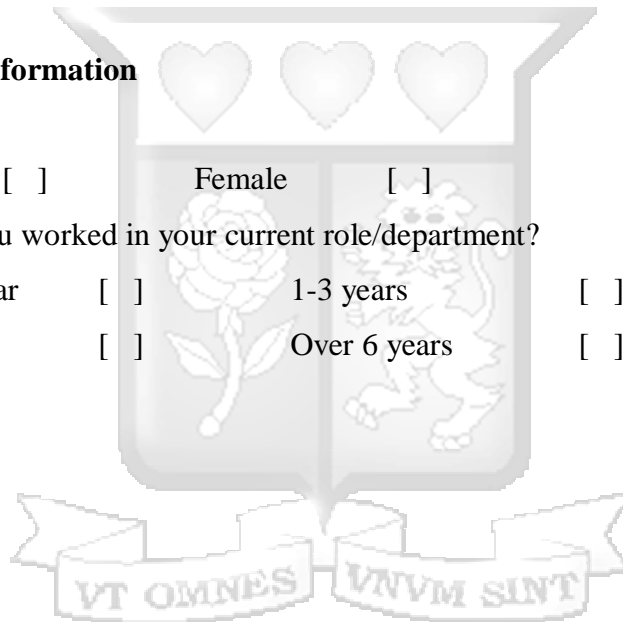 formation
[ ] Female [ ]
u worked in your current role/department?
ar [ ] 1-3 years [ ]
[ ] Over 6 years [ ]
VT OMNES VNVM SINT